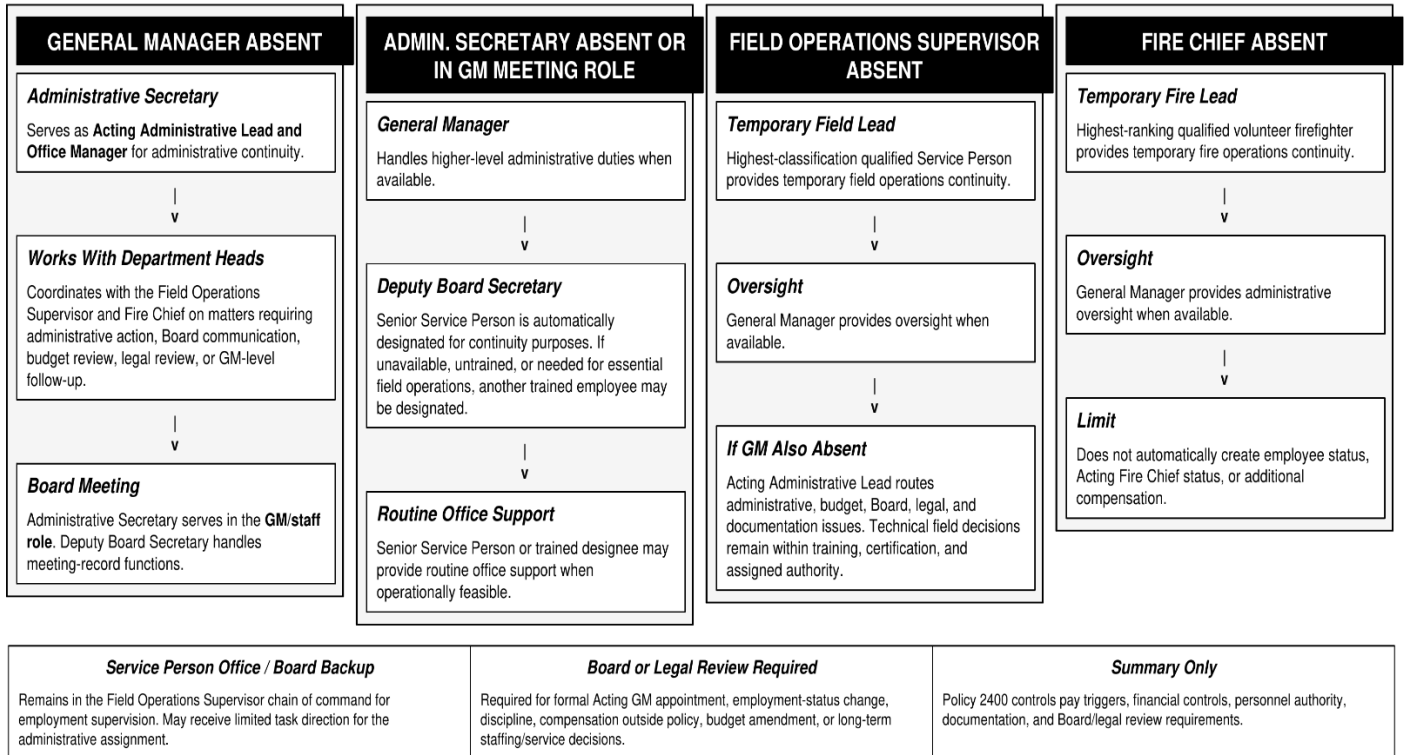 GENERAL MANAGER ABSENT
Administrative Secretary
Serves as Acting Administrative Lead and
Office Manager for administrative continuity.
|
v
Works With Department Heads
Coordinates with the Field Operations
Supervisor and Fire Chief on matters requiring
administrative action, Board communication,
budget review, legal review, or GM-level
follow-up.
|
v
Board Meeting
Administrative Secretary serves in the GM/staff
role. Deputy Board Secretary handles
meeting-record functions.
ADMIN. SECRETARY ABSENT OR
IN GM MEETING ROLE
General Manager
Handles higher-level administrative duties when
available.
|
v
Deputy Board Secretary
Senior Service Person is automatically
designated for continuity purposes. If
unavailable, untrained, or needed for essential
field operations, another trained employee may
be designated.
|
v
Routine Office Support
Senior Service Person or trained designee may
provide routine office support when
operationally feasible.
FIELD OPERATIONS SUPERVISOR
ABSENT
Temporary Field Lead
Highest-classification qualified Service Person
provides temporary field operations continuity.
|
v
Oversight
General Manager provides oversight when
available.
|
v
If GM Also Absent
Acting Administrative Lead routes
administrative, budget, Board, legal, and
documentation issues. Technical field decisions
remain within training, certification, and
assigned authority.
FIRE CHIEF ABSENT
Temporary Fire Lead
Highest-ranking qualified volunteer firefighter
provides temporary fire operations continuity.
|
v
Oversight
General Manager provides administrative
oversight when available.
|
v
Limit
Does not automatically create employee status,
Acting Fire Chief status, or additional
compensation.
Service Person Office / Board Backup
Remains in the Field Operations Supervisor chain of command for
employment supervision. May receive limited task direction for the
administrative assignment.
Board or Legal Review Required
Required for formal Acting GM appointment, employment-status change,
discipline, compensation outside policy, budget amendment, or long-term
staffing/service decisions.
Summary Only
Policy 2400 controls pay triggers, financial controls, personnel authority,
documentation, and Board/legal review requirements.